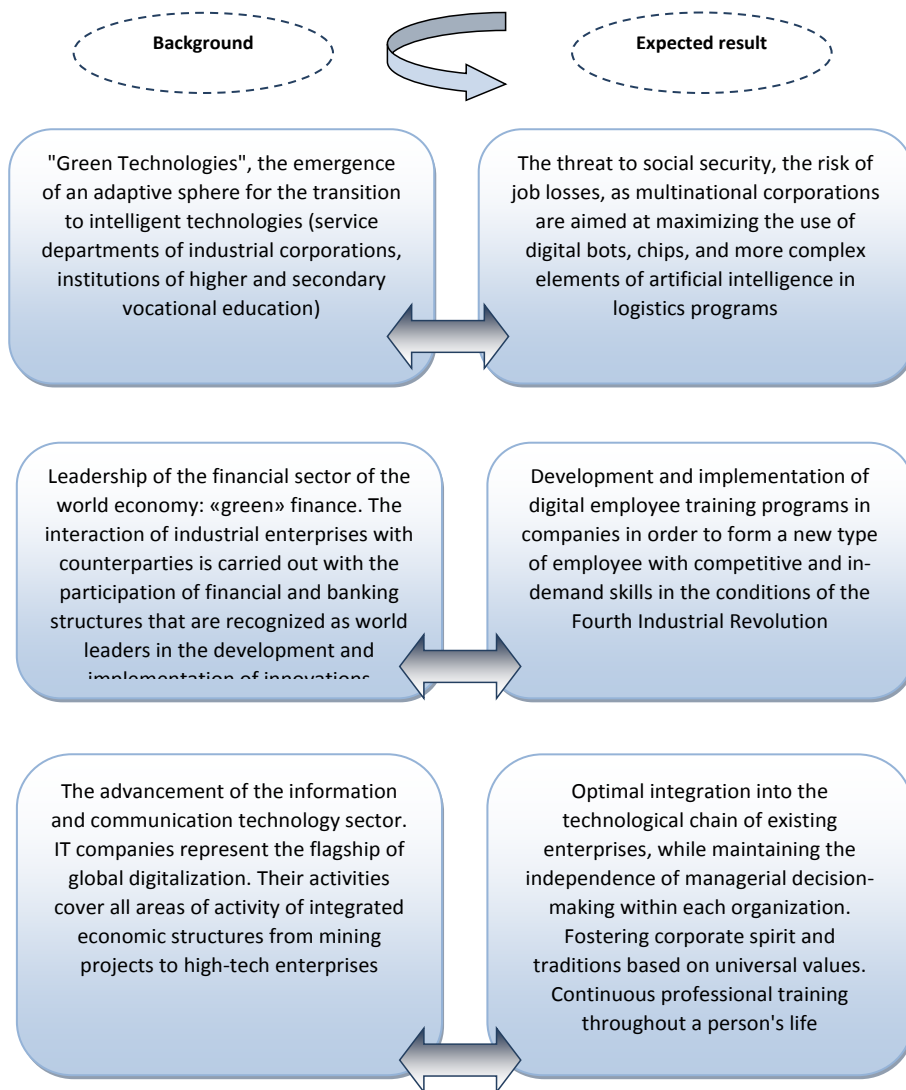 Background
Expected result
"Green Technologies", the emergence
of an adaptive sphere for the transition
to intelligent technologies (service
departments of industrial corporations,
institutions of higher and secondary
vocational education)
The threat to social security, the risk of
job losses, as multinational corporations
are aimed at maximizing the use of
digital bots, chips, and more complex
elements of artificial intelligence in
logistics programs
Leadership of the financial sector of the
world economy: «green» finance. The
interaction of industrial enterprises with
counterparties is carried out with the
participation of financial and banking
structures that are recognized as world
leaders in the development and
implementation of innovations
Development and implementation of
digital employee training programs in
companies in order to form a new type
of employee with competitive and in-
demand skills in the conditions of the
Fourth Industrial Revolution
The advancement of the information
and communication technology sector.
IT companies represent the flagship of
global digitalization. Their activities
cover all areas of activity of integrated
economic structures from mining
projects to high-tech enterprises
Optimal integration into the
technological chain of existing
enterprises, while maintaining the
independence of managerial decision-
making within each organization.
Fostering corporate spirit and
traditions based on universal values.
Continuous professional training
throughout a person's life